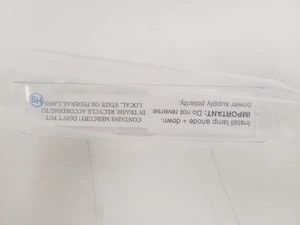 Install lamp anode + down.
IMPORTANT: Do not reverse
power supply polarity.
CONTAINS MERCURY DON'T PUT
IN TRASH. RECYCLE ACCORDING TO
LOCAL, STATE OR FEDERAL LAWS
Hg